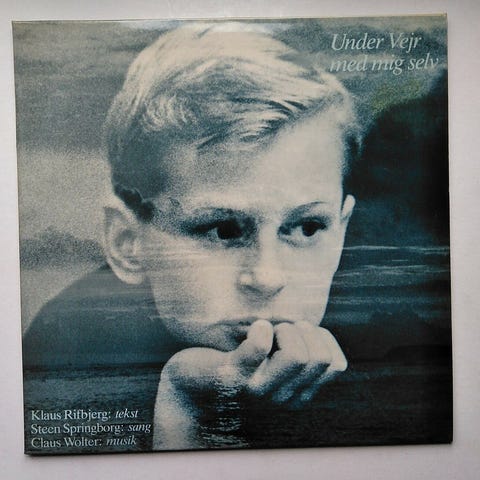 Under Vejr
med mig selv
Klaus Rifbjerg: tekst
Steen Springborg: sang
Claus Wolter: musik